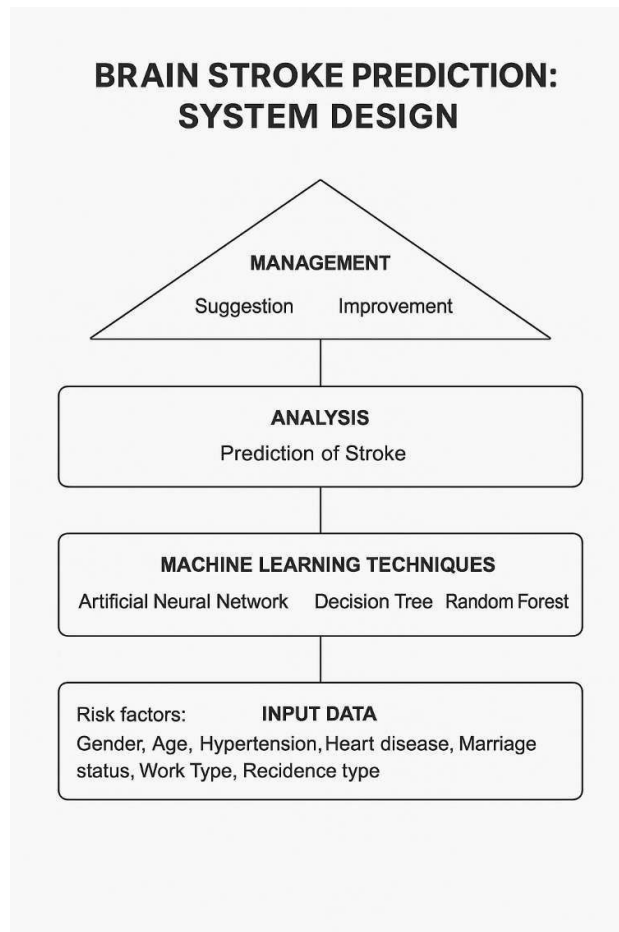 BRAIN STROKE PREDICTION:
SYSTEM DESIGN
MANAGEMENT
Suggestion Improvement
ANALYSIS
Prediction of Stroke
MACHINE LEARNING TECHNIQUES
Artificial Neural Network Decision Tree Random Forest
Risk factors: INPUT DATA
Gender, Age, Hypertension, Heart disease, Marriage
status, Work Type, Recidence type